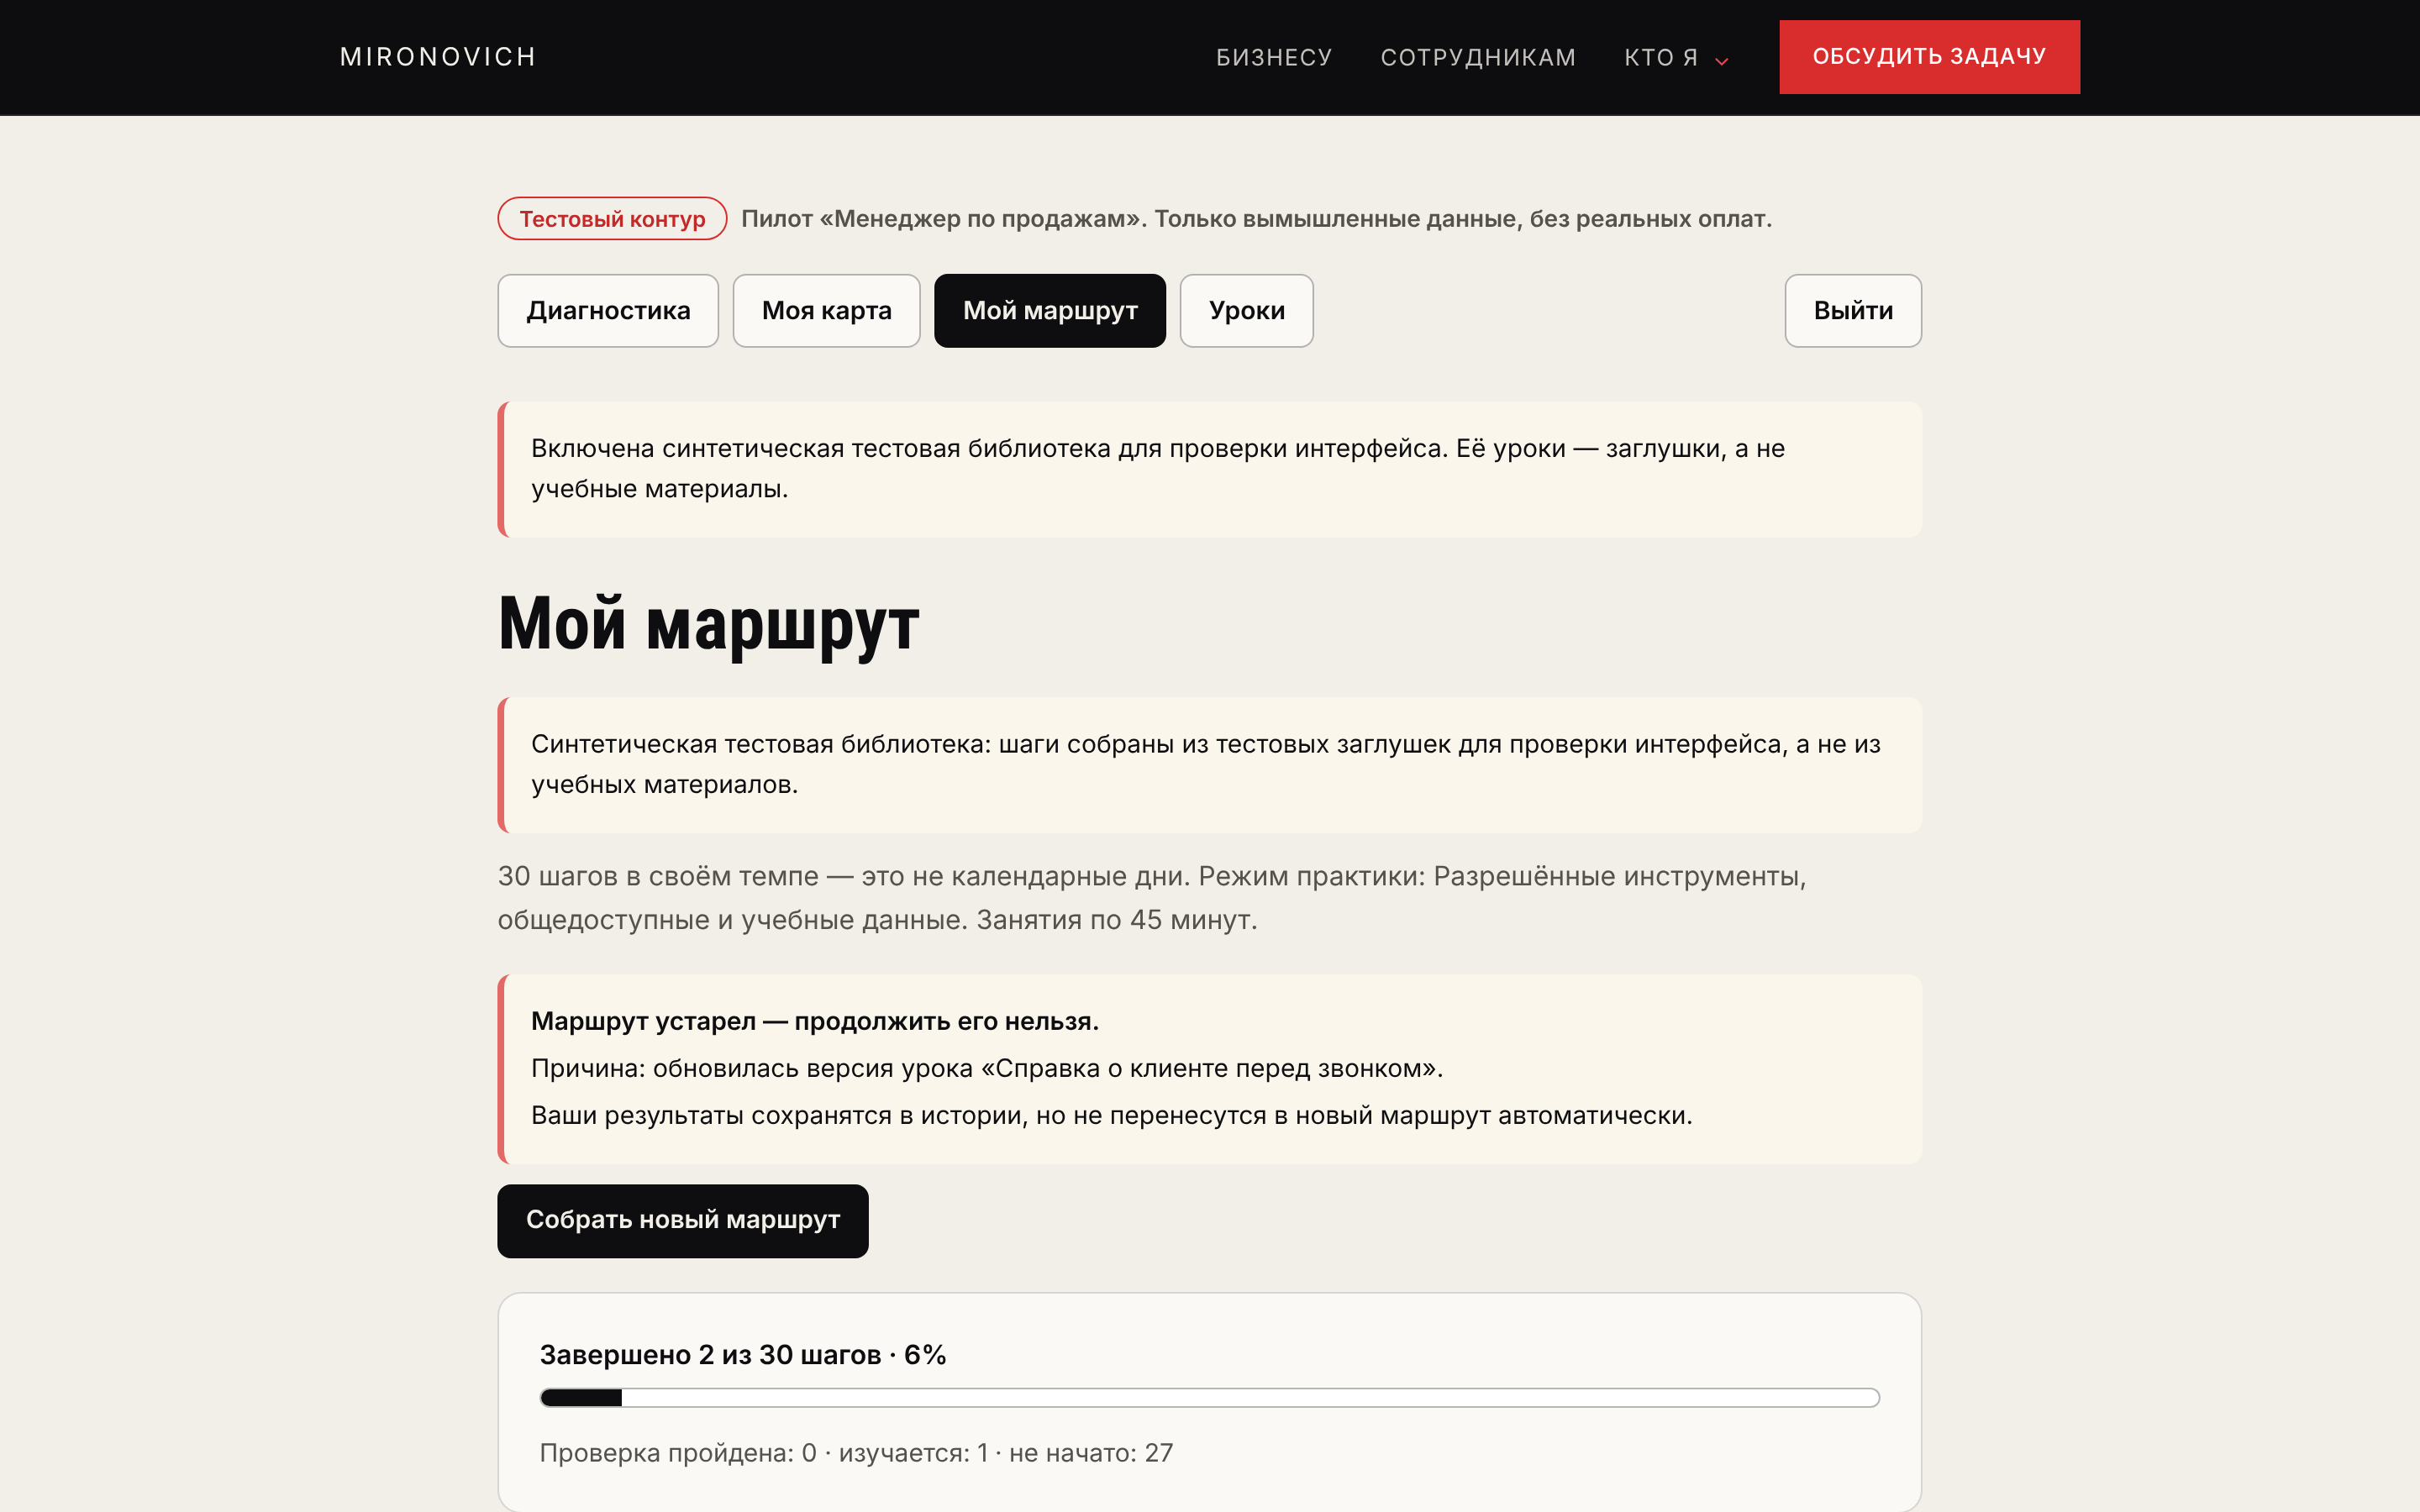 MIRONOVICH
БИЗНЕСУ
СОТРУДНИКАМ
КТО Я
ОБСУДИТЬ ЗАДАЧУ
Тестовый контур
Пилот «Менеджер по продажам». Только вымышленные данные, без реальных оплат.
Диагностика
Моя карта
Мой маршрут
Уроки
Выйти
Включена синтетическая тестовая библиотека для проверки интерфейса. Её уроки — заглушки, а не
учебные материалы.
Мой маршрут
Синтетическая тестовая библиотека: шаги собраны из тестовых заглушек для проверки интерфейса, а не из
учебных материалов.
30 шагов в своём темпе — это не календарные дни. Режим практики: Разрешённые инструменты,
общедоступные и учебные данные. Занятия по 45 минут.
Маршрут устарел — продолжить его нельзя.
Причина: обновилась версия урока «Справка о клиенте перед звонком».
Ваши результаты сохранятся в истории, но не перенесутся в новый маршрут автоматически.
Собрать новый маршрут
Завершено 2 из 30 шагов · 6%
Проверка пройдена: 0 · изучается: 1 · не начато: 27